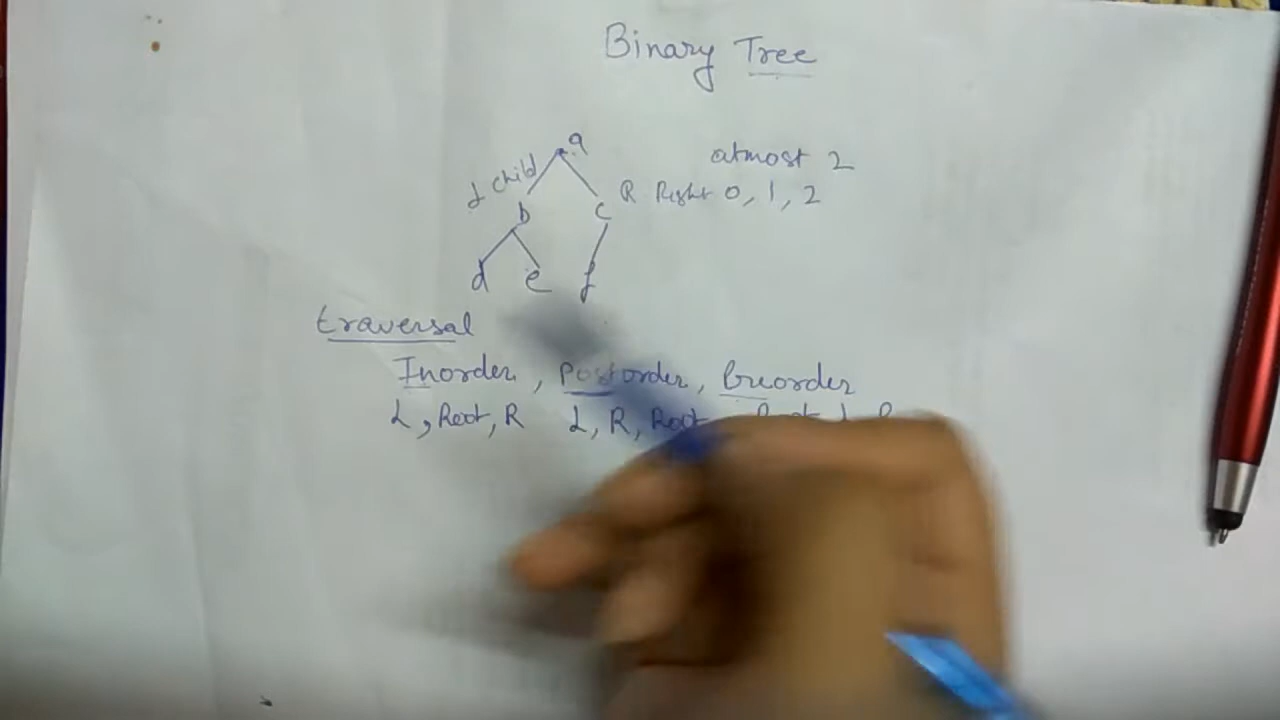 Binary Tree
a
atmost 2
L child
R Right 0, 1, 2
b c
d e f
traversal
Inorder, Postorder, Preorder
L, Root, R L, R, Root